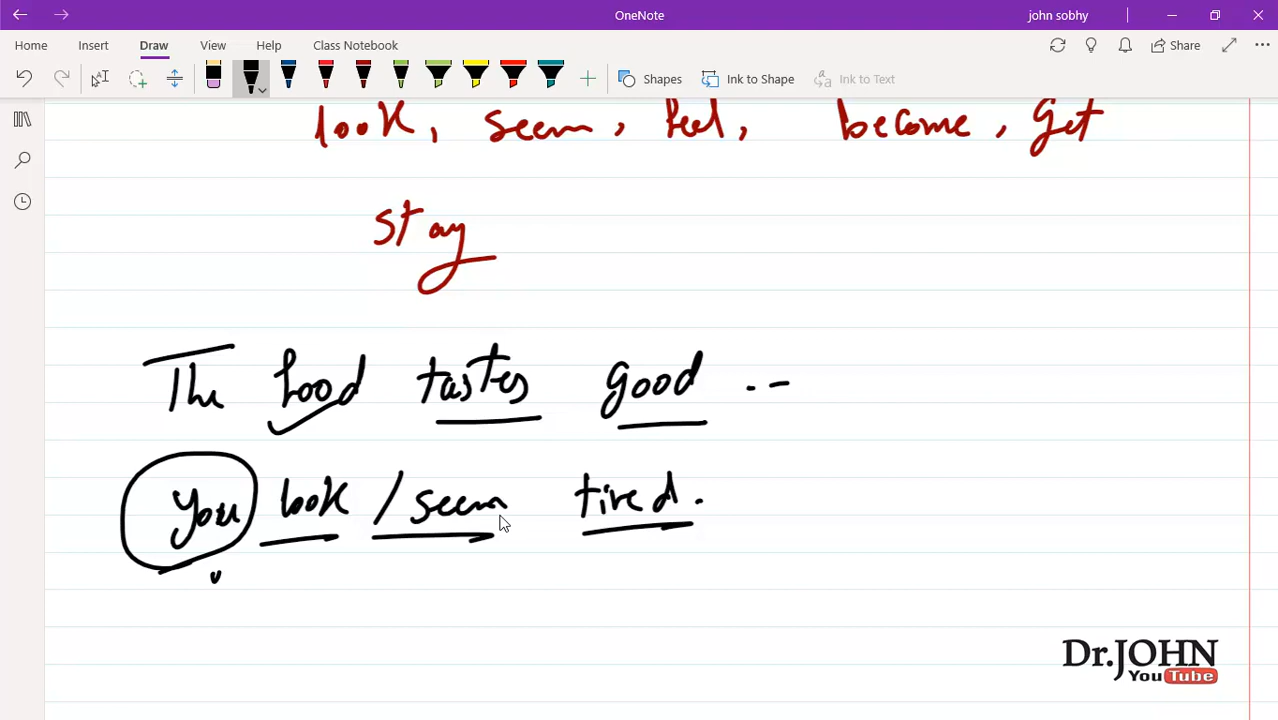 OneNote
john sobhy
Home Insert Draw View Help Class Notebook
Share
Shapes Ink to Shape Ink to Text
look, seem, feel, become, get
stay
The food tastes good . --
You look / seem tired.
Dr.JOHN
YouTube